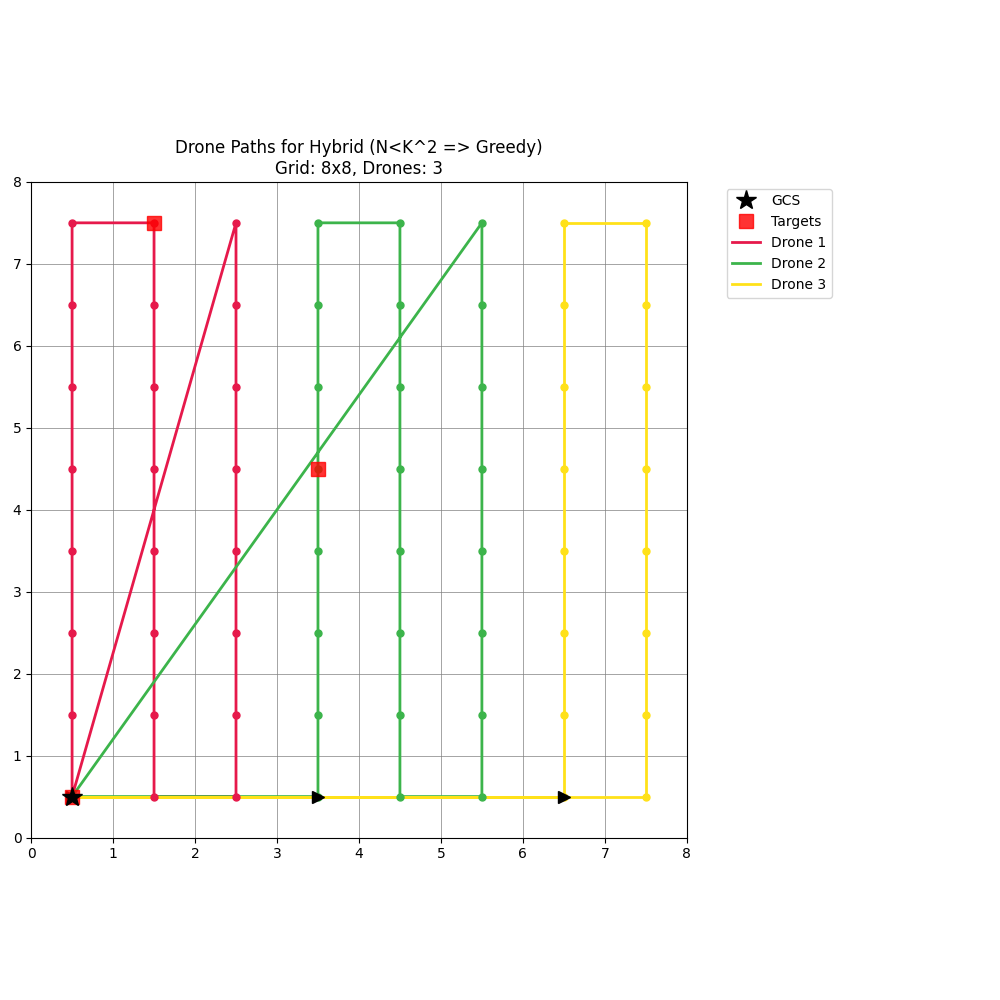 Drone Paths for Hybrid (N<K^2 => Greedy)
Grid: 8x8, Drones: 3
8
7
6
5
4
3
2
1
0
0 1 2 3 4 5 6 7 8
GCS
Targets
Drone 1
Drone 2
Drone 3